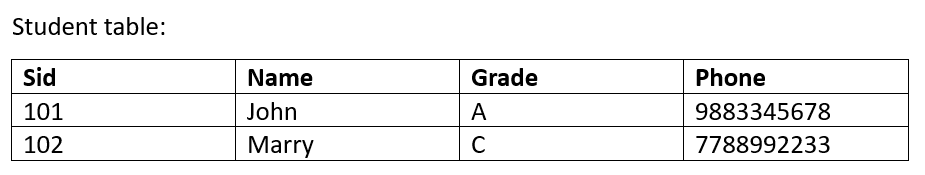 Student table:
Sid Name Grade Phone
101 John A 9883345678
102 Marry C 7788992233